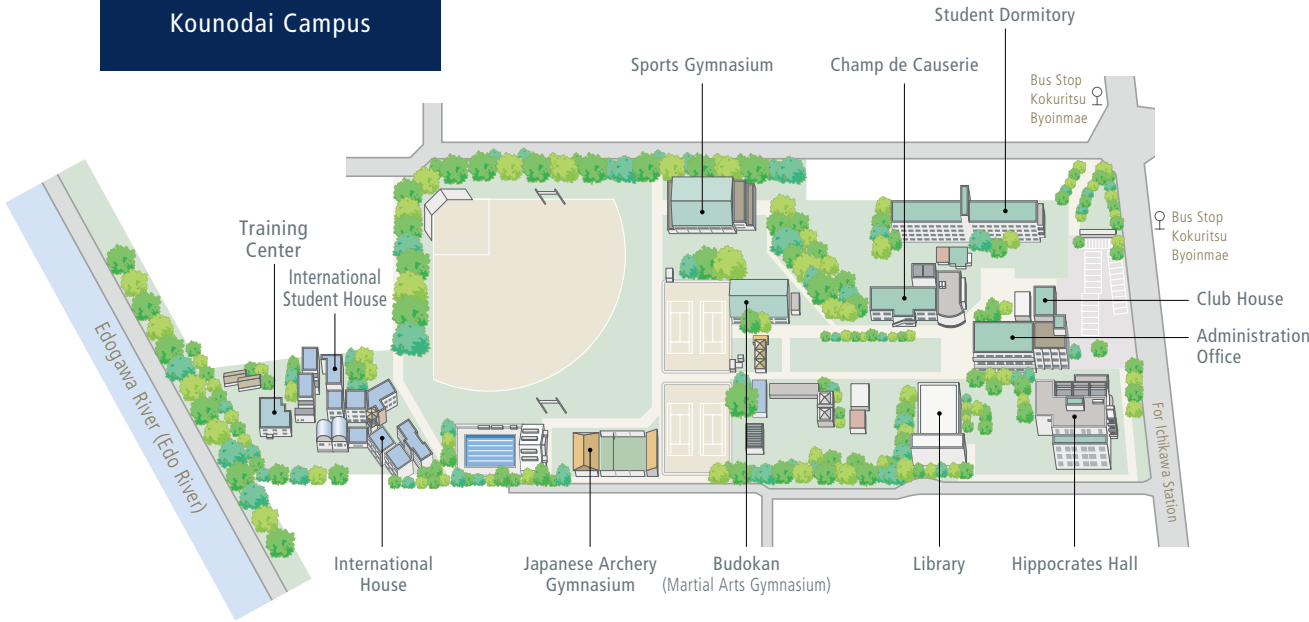 Kounodai Campus
Student Dormitory
Sports Gymnasium
Champ de Causerie
Bus Stop
Kokuritsu
Byoinmae
Training
Center
International
Student House
Bus Stop
Kokuritsu
Byoinmae
Club House
Administration
Office
Edogawa River (Edo River)
For Ichikawa Station
International
House
Japanese Archery
Gymnasium
Budokan
(Martial Arts Gymnasium)
Library
Hippocrates Hall